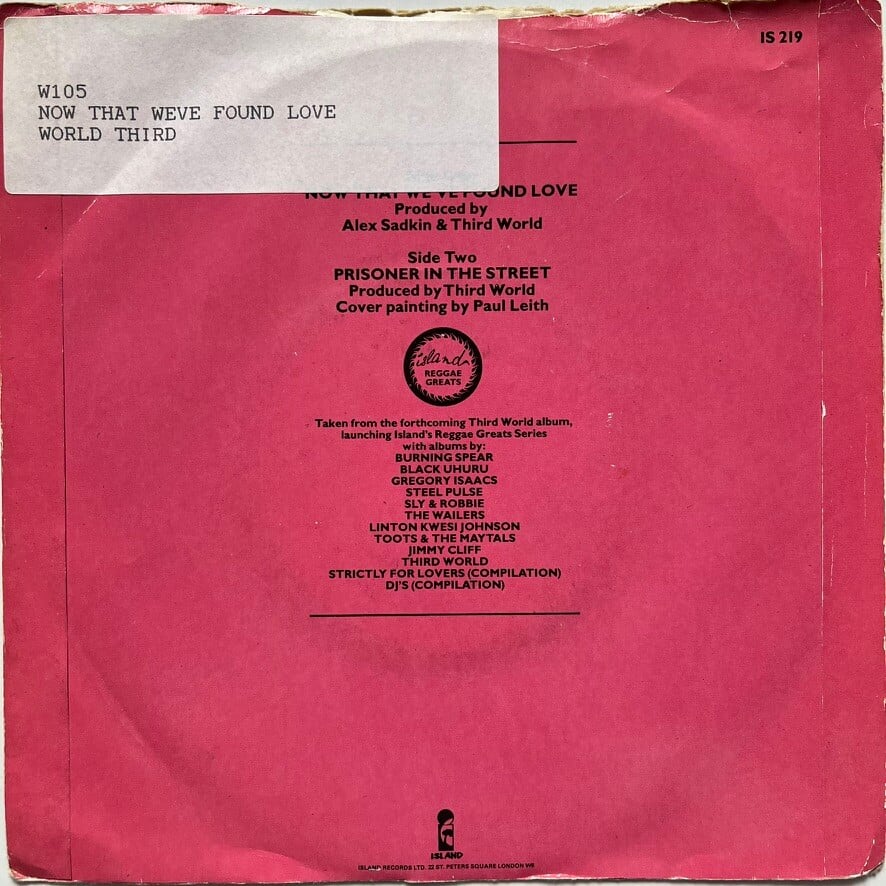 IS 219
W105
NOW THAT WEVE FOUND LOVE
WORLD THIRD
NOW THAT WE'VE FOUND LOVE
Produced by
Alex Sadkin & Third World
Side Two
PRISONER IN THE STREET
Produced by Third World
Cover painting by Paul Leith
island
REGGAE
GREATS
Taken from the forthcoming Third World album,
launching Island's Reggae Greats Series
with albums by:
BURNING SPEAR
BLACK UHURU
GREGORY ISAACS
STEEL PULSE
SLY & ROBBIE
THE WAILERS
LINTON KWESI JOHNSON
TOOTS & THE MAYTALS
JIMMY CLIFF
THIRD WORLD
STRICTLY FOR LOVERS (COMPILATION)
DJ'S (COMPILATION)
ISLAND
ISLAND RECORDS LTD. 22 ST. PETERS SQUARE LONDON W6